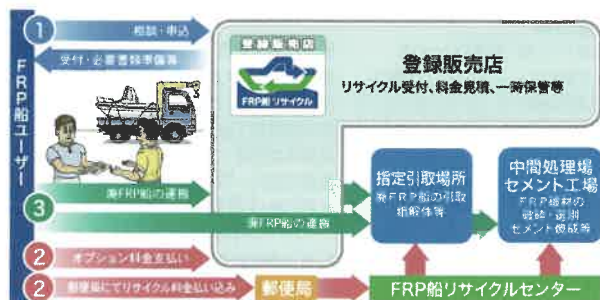 1
相談・申込
受付・必要書類準備等
FRP船ユーザー
登録販売店
FRP船リサイクル
登録販売店
リサイクル受付、料金見積、一時保管等
3
廃FRP船の運搬
廃FRP船の運搬
指定引取場所
廃FRP船の引取
粗解体等
中間処理場
セメント工場
FRP船材の
破砕・選別
セメント焼成等
2
オプション料金支払い
2
郵便局にてリサイクル料金払い込み
郵便局
FRP船リサイクルセンター